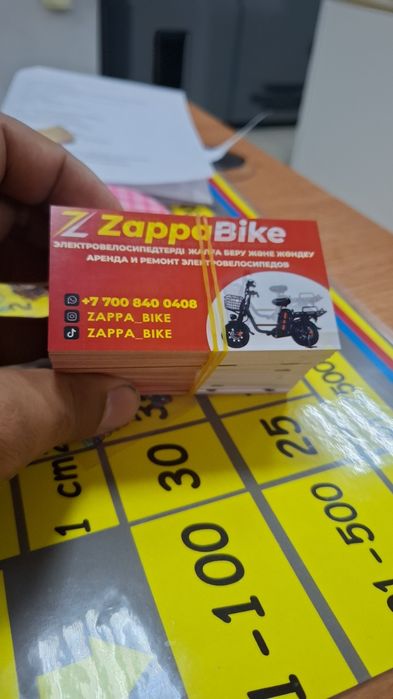 ZappaBike
ЭЛЕКТРОВЕЛОСИПЕДТЕРДІ ЖАЛҒА БЕРУ ЖӘНЕ ЖӨНДЕУ
АРЕНДА И РЕМОНТ ЭЛЕКТРОВЕЛОСИПЕДОВ
+7 700 840 0408
ZAPPA_BIKE
ZAPPA_BIKE
500
25
30
1-500
1-100